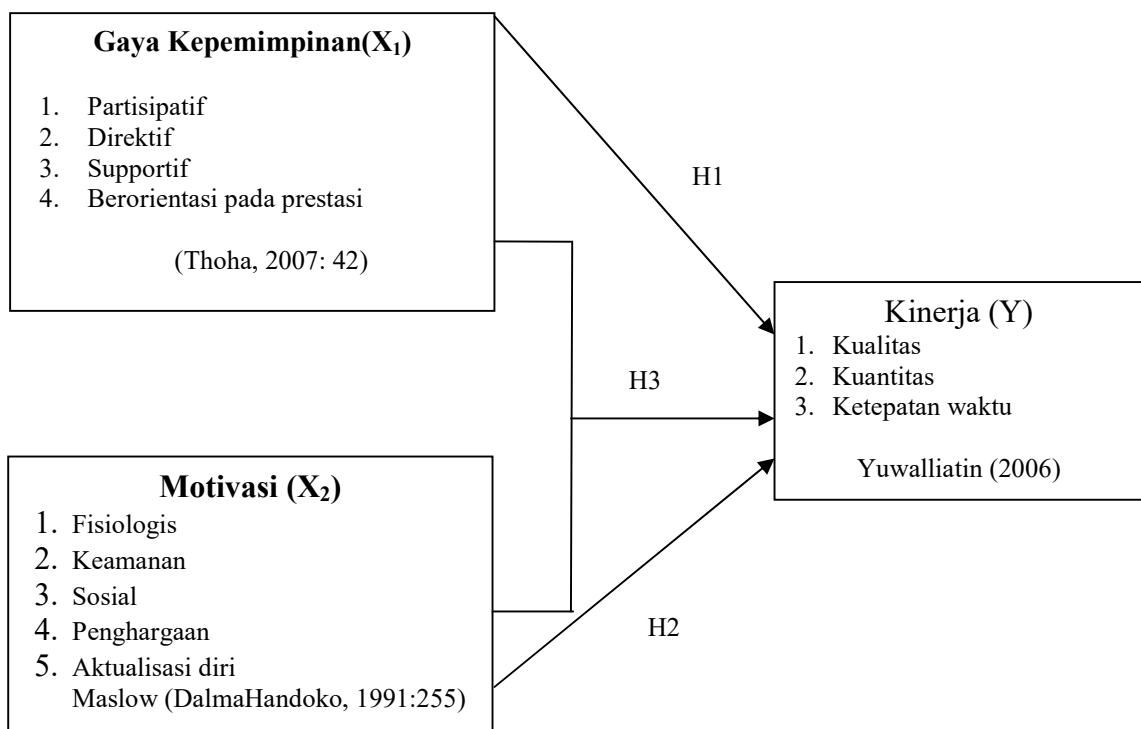 Gaya Kepemimpinan(X₁)
1. Partisipatif
2. Direktif
3. Supportif
4. Berorientasi pada prestasi
(Thoha, 2007: 42)
H1
Kinerja (Y)
1. Kualitas
2. Kuantitas
3. Ketepatan waktu
Yuwalliatin (2006)
H3
Motivasi (X₂)
1. Fisiologis
2. Keamanan
3. Sosial
4. Penghargaan
5. Aktualisasi diri
Maslow (DalmaHandoko, 1991:255)
H2